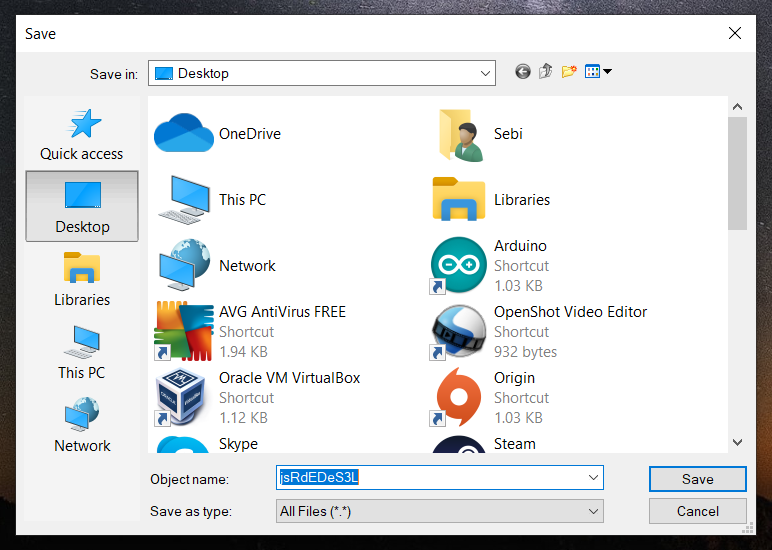 Save
Save in:
Desktop
Quick access
Desktop
Libraries
This PC
Network
OneDrive
Sebi
This PC
Libraries
Network
Arduino
Shortcut
1.03 KB
AVG AntiVirus FREE
Shortcut
1.94 KB
OpenShot Video Editor
Shortcut
932 bytes
Oracle VM VirtualBox
Shortcut
1.12 KB
Origin
Shortcut
1.03 KB
Skype
Steam
Object name:
jsRdEDeS3L
Save
Save as type:
All Files (*.*)
Cancel